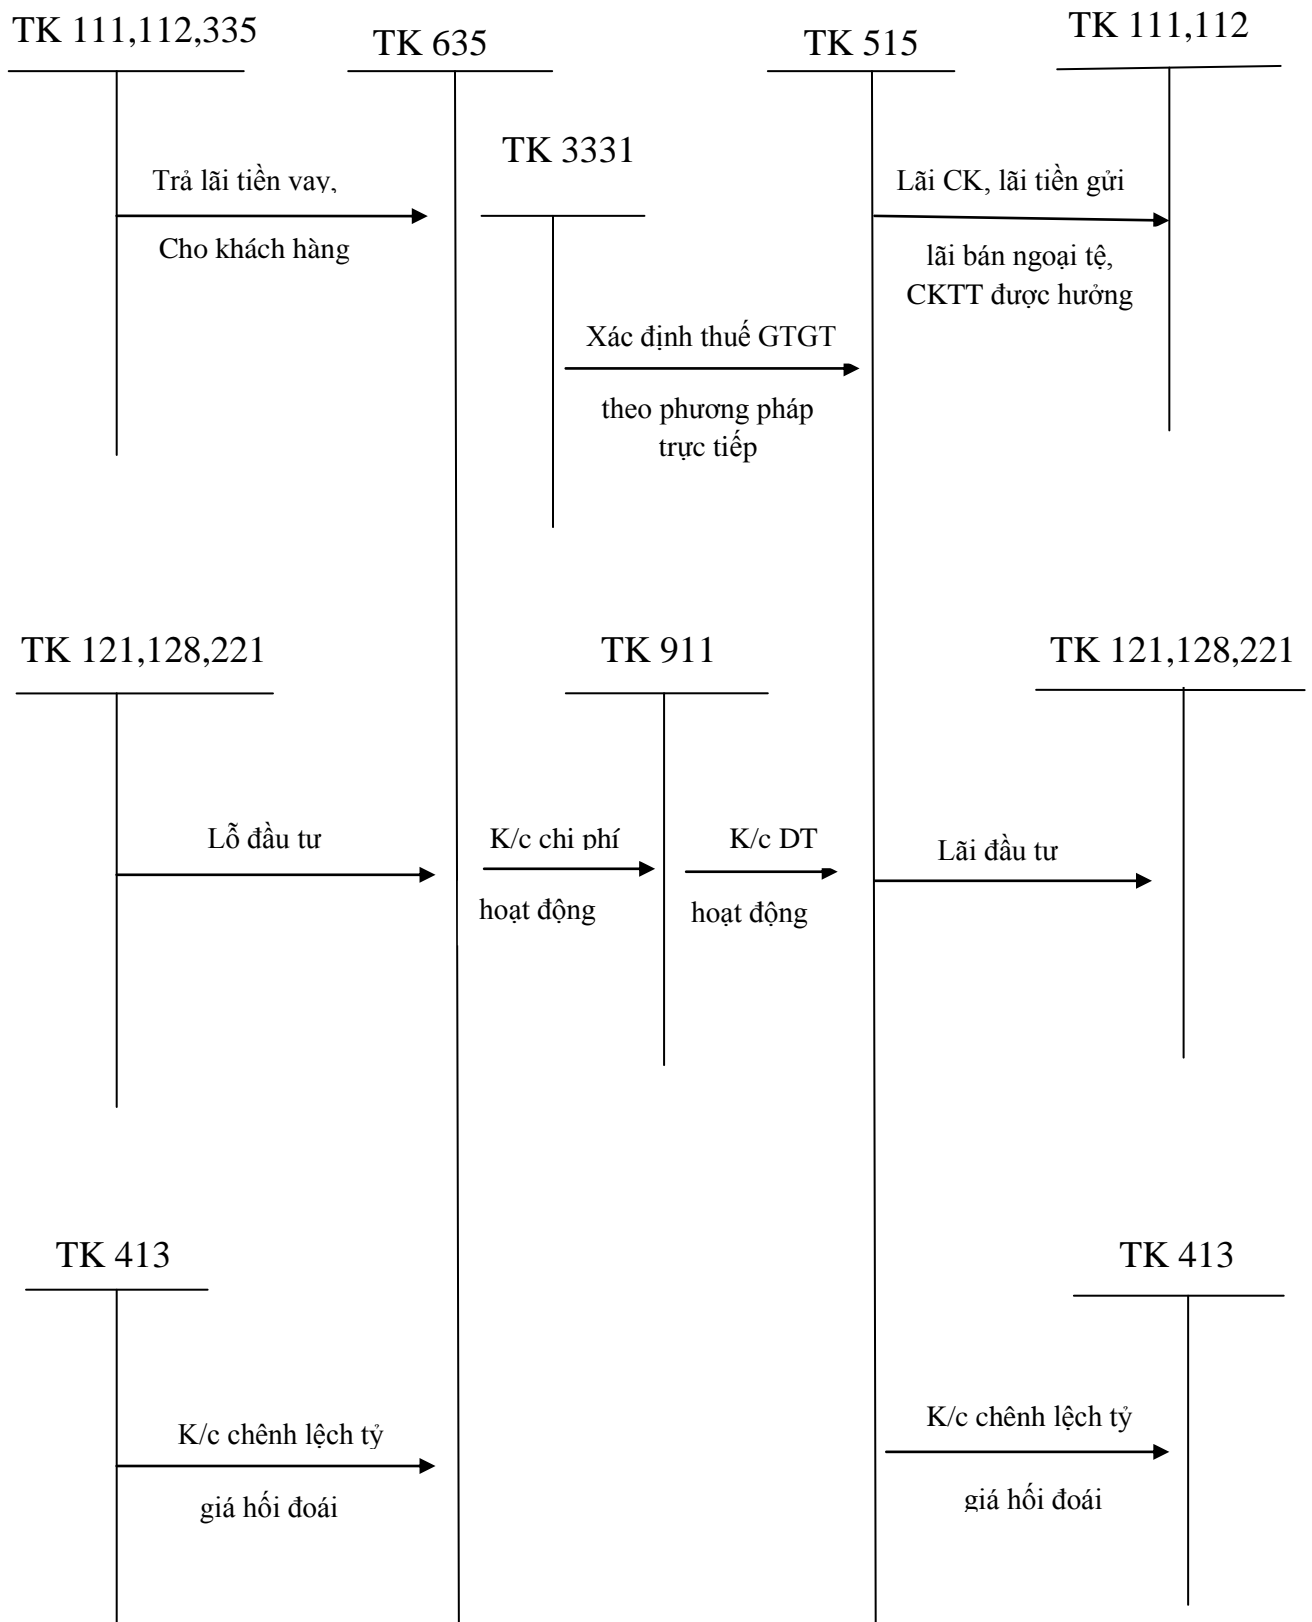 TK 111,112,335
TK 635
TK 515
TK 111,112
TK 3331
Trả lãi tiền vay,
Cho khách hàng
Lãi CK, lãi tiền gửi
lãi bán ngoại tệ,
CKTT được hưởng
Xác định thuế GTGT
theo phương pháp
trực tiếp
TK 121,128,221
TK 911
TK 121,128,221
Lỗ đầu tư
K/c chi phí
hoạt động
K/c DT
hoạt động
Lãi đầu tư
TK 413
TK 413
K/c chênh lệch tỷ
giá hối đoái
K/c chênh lệch tỷ
giá hối đoái